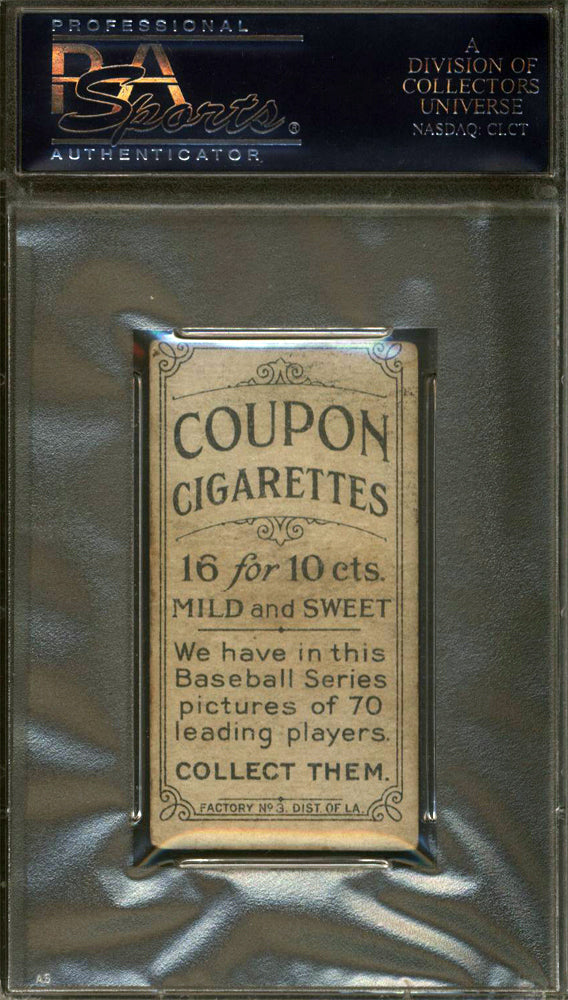 PROFESSIONAL
PSA
Sports®
AUTHENTICATOR
A
DIVISION OF
COLLECTORS
UNIVERSE
NASDAQ: CLCT
COUPON
CIGARETTES
16 for 10 cts.
MILD and SWEET
We have in this
Baseball Series
pictures of 70
leading players.
COLLECT THEM.
FACTORY Nº 3. DIST. OF LA.